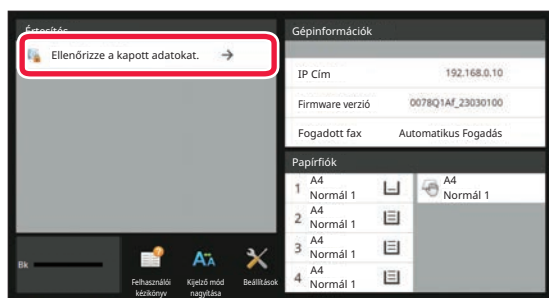 Értesítés
Ellenőrizze a kapott adatokat.
Gépinformációk
IP Cím 192.168.0.10
Firmware verzió 0078Q1Af_23030100
Fogadott fax Automatikus Fogadás
Papírfiók
1 A4
Normál 1
A4
Normál 1
2 A4
Normál 1
3 A4
Normál 1
4 A4
Normál 1
Bk
Felhasználói
kézikönyv
Kijelző mód
nagyítása
Beállítások